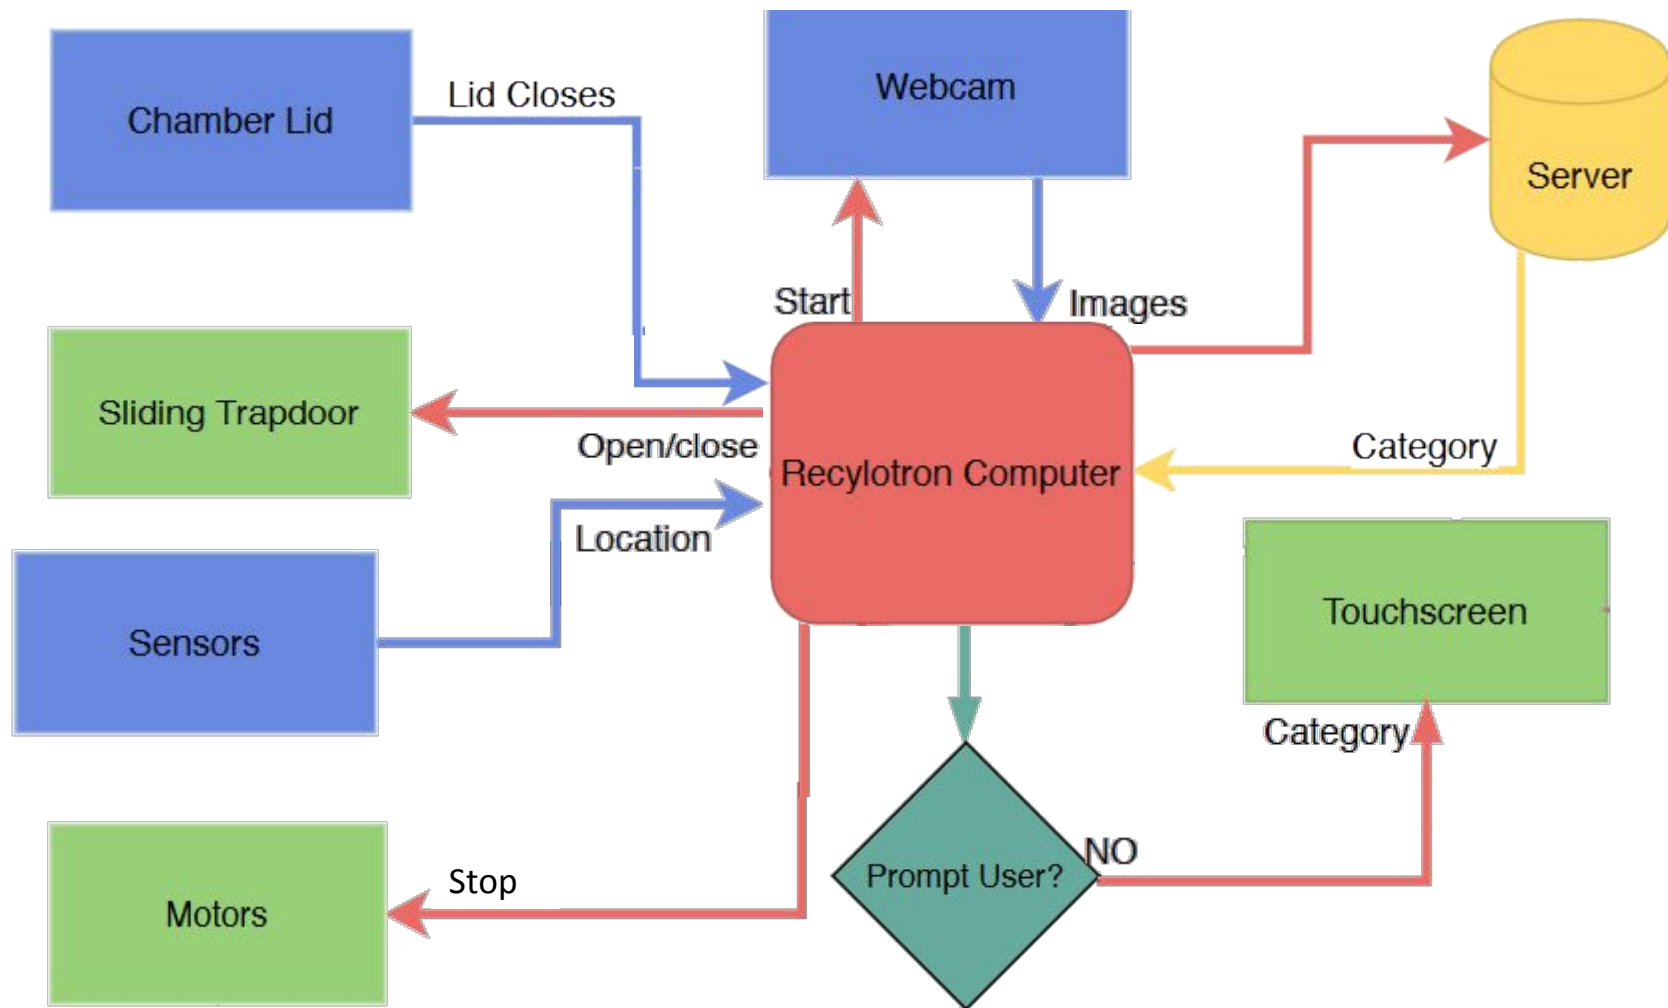 Chamber Lid
Lid Closes
Webcam
Server
Start
Images
Sliding Trapdoor
Open/close
Category
Recylotron Computer
Location
Sensors
Touchscreen
Category
NO
Prompt User?
Stop
Motors